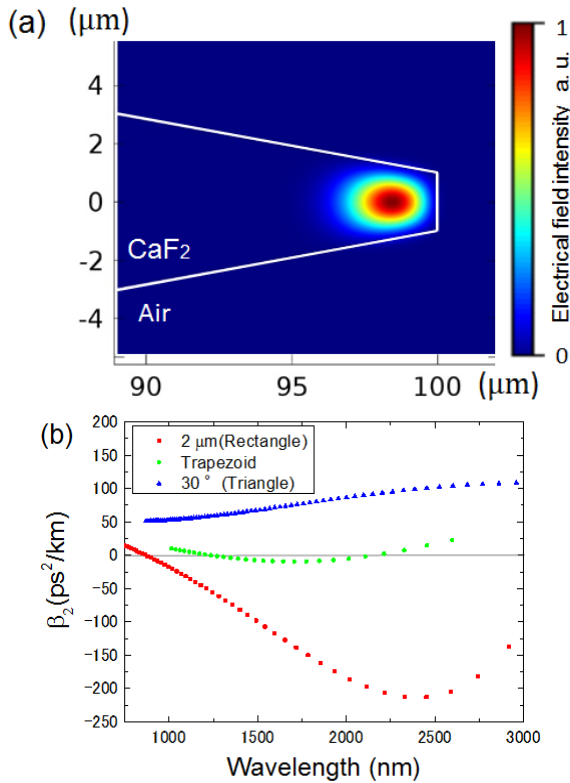 (a) (μm)
4
2
0
-2
-4
CaF₂
Air
90 95 100 (μm)
1
0
Electrical field intensity a. u.
(b)
200
150
100
50
0
-50
-100
-150
-200
-250
β₂(ps²/km)
2 μm(Rectangle)
Trapezoid
30° (Triangle)
1000 1500 2000 2500 3000
Wavelength (nm)